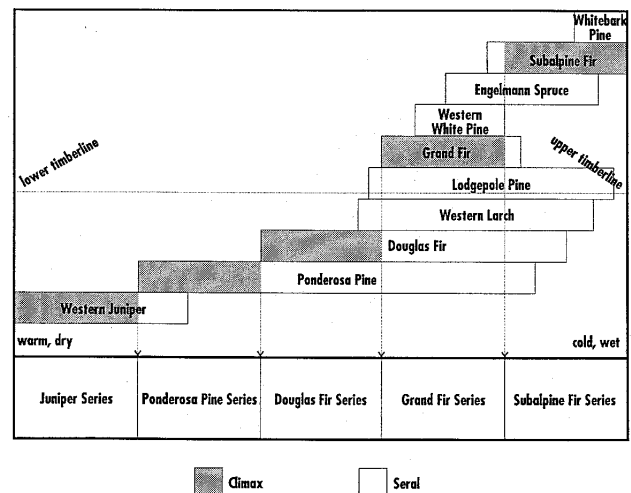 Whitebark
Pine
Subalpine Fir
Engelmann Spruce
Western
White Pine
Grand Fir
lower timberline
upper timberline
Lodgepole Pine
Western Larch
Douglas Fir
Ponderosa Pine
Western Juniper
warm, dry
cold, wet
Juniper Series
Ponderosa Pine Series
Douglas Fir Series
Grand Fir Series
Subalpine Fir Series
Climax
Seral